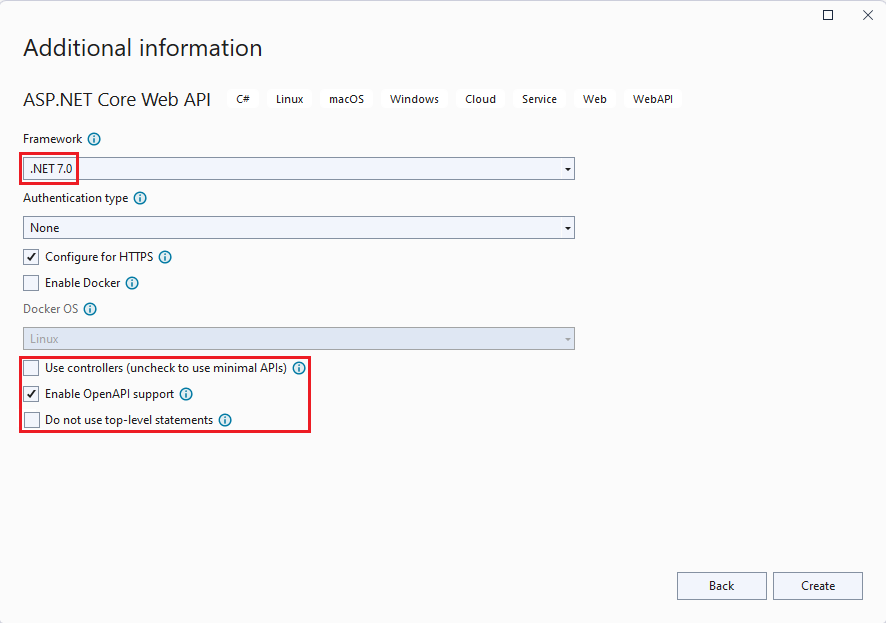 Additional information
ASP.NET Core Web API C# Linux macOS Windows Cloud Service Web WebAPI
Framework
.NET 7.0
Authentication type
None
Configure for HTTPS
Enable Docker
Docker OS
Linux
Use controllers (uncheck to use minimal APIs)
Enable OpenAPI support
Do not use top-level statements
Back Create